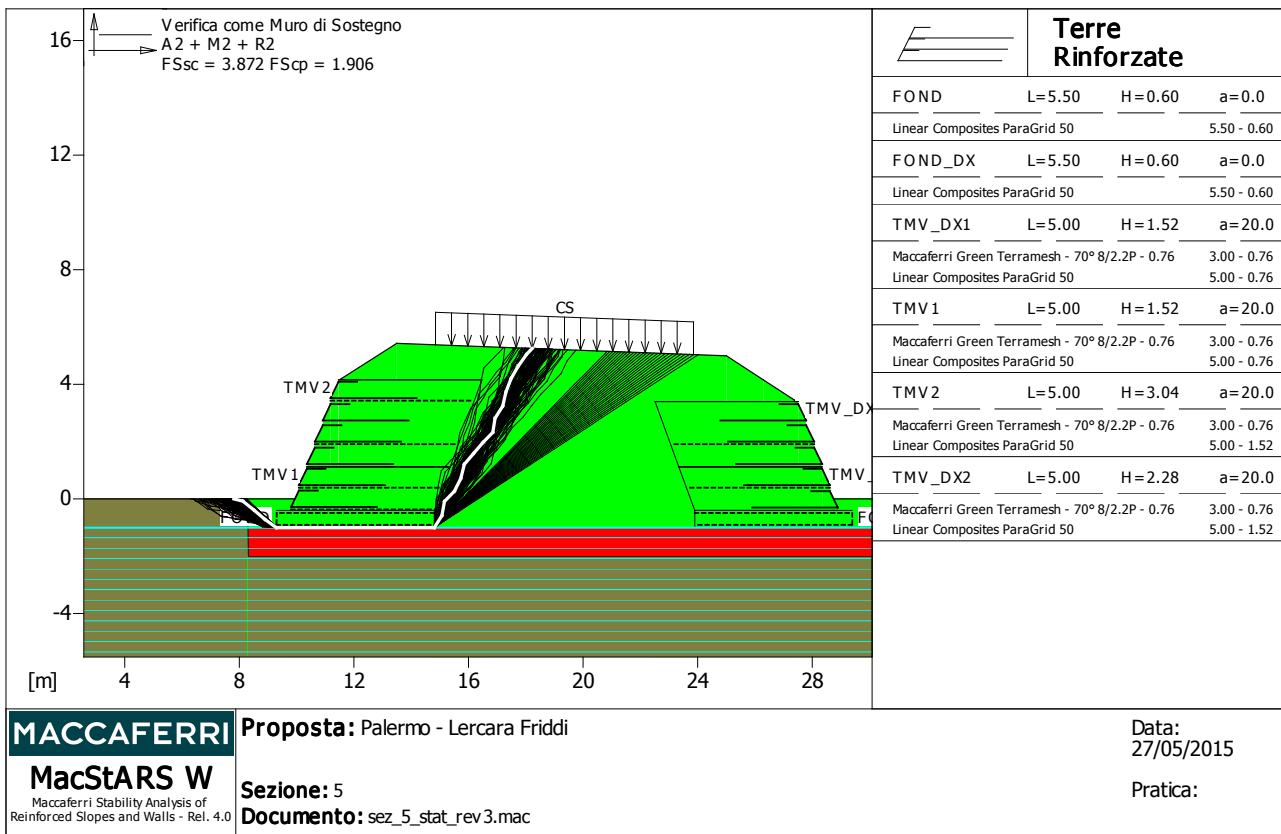 Verifica come Muro di Sostegno
A2 + M2 + R2
FSsc = 3.872 FScp = 1.906
16
12
8
4
0
-4
[m]
4
8
12
16
20
24
28
CS
TMV2
TMV1
TMV_DX
TMV_
Terre
Rinforzate
FOND L=5.50 H=0.60 a=0.0
Linear Composites ParaGrid 50 5.50 - 0.60
FOND_DX L=5.50 H=0.60 a=0.0
Linear Composites ParaGrid 50 5.50 - 0.60
TMV_DX1 L=5.00 H=1.52 a=20.0
Maccaferri Green Terramesh - 70° 8/2.2P - 0.76 3.00 - 0.76
Linear Composites ParaGrid 50 5.00 - 0.76
TMV1 L=5.00 H=1.52 a=20.0
Maccaferri Green Terramesh - 70° 8/2.2P - 0.76 3.00 - 0.76
Linear Composites ParaGrid 50 5.00 - 0.76
TMV2 L=5.00 H=3.04 a=20.0
Maccaferri Green Terramesh - 70° 8/2.2P - 0.76 3.00 - 0.76
Linear Composites ParaGrid 50 5.00 - 1.52
TMV_DX2 L=5.00 H=2.28 a=20.0
Maccaferri Green Terramesh - 70° 8/2.2P - 0.76 3.00 - 0.76
Linear Composites ParaGrid 50 5.00 - 1.52
MACCAFERRI
MacStARS W
Maccaferri Stability Analysis of
Reinforced Slopes and Walls - Rel. 4.0
Proposta: Palermo - Lercara Friddi
Sezione: 5
Documento: sez_5_stat_rev3.mac
Data:
27/05/2015
Pratica: